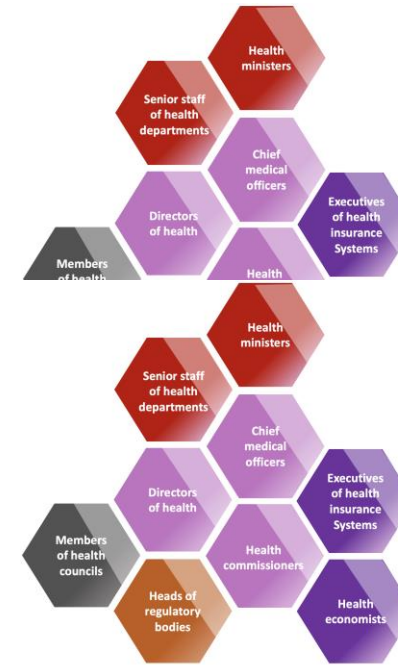 Health
ministers
Senior staff
of health
departments
Chief
medical
officers
Directors
of health
Executives
of health
insurance
Systems
Members
of health
Health
Health
ministers
Senior staff
of health
departments
Chief
medical
officers
Directors
of health
Executives
of health
insurance
Systems
Members
of health
councils
Health
commissioners
Heads of
regulatory
bodies
Health
economists